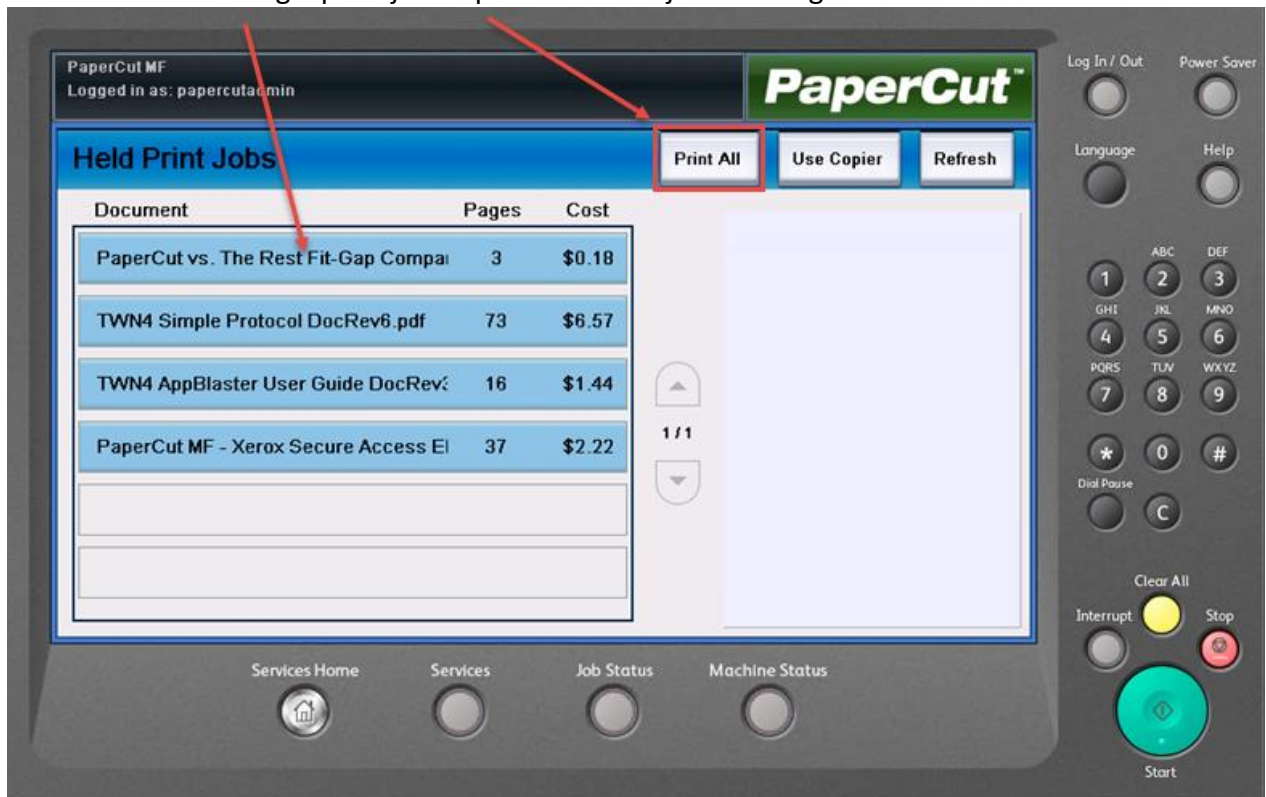 PaperCut MF
Logged in as: papercutadmin
PaperCut™
Held Print Jobs
Print All
Use Copier
Refresh
Document Pages Cost
PaperCut vs. The Rest Fit-Gap 3 $0.18
TWN4 Simple Protocol DocRev6.pdf 73 $6.57
TWN4 AppBlaster User Guide 16 $1.44
PaperCut MF - Xerox Secure Access 37 $2.22
1/1
Services Home
Services
Job Status
Machine Status
Log In / Out
Power Saver
Language
Help
ABC DEF
1 2 3
GHI JKL MNO
4 5 6
PQRS TUV WXYZ
7 8 9
* 0 #
Dial Pause
C
Clear All
Interrupt
Stop
Start